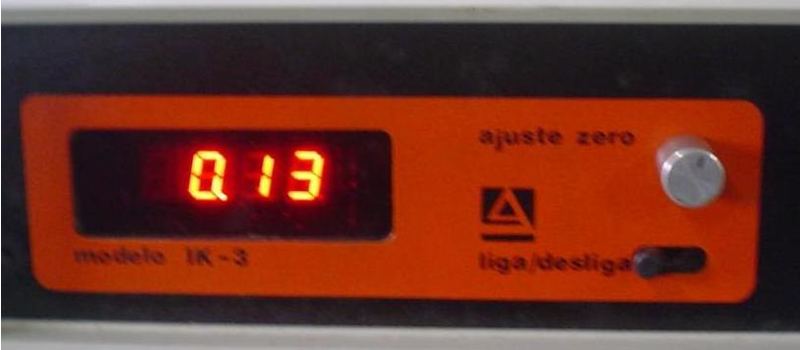 0.13
ajuste zero
modelo IK-3
liga/desliga